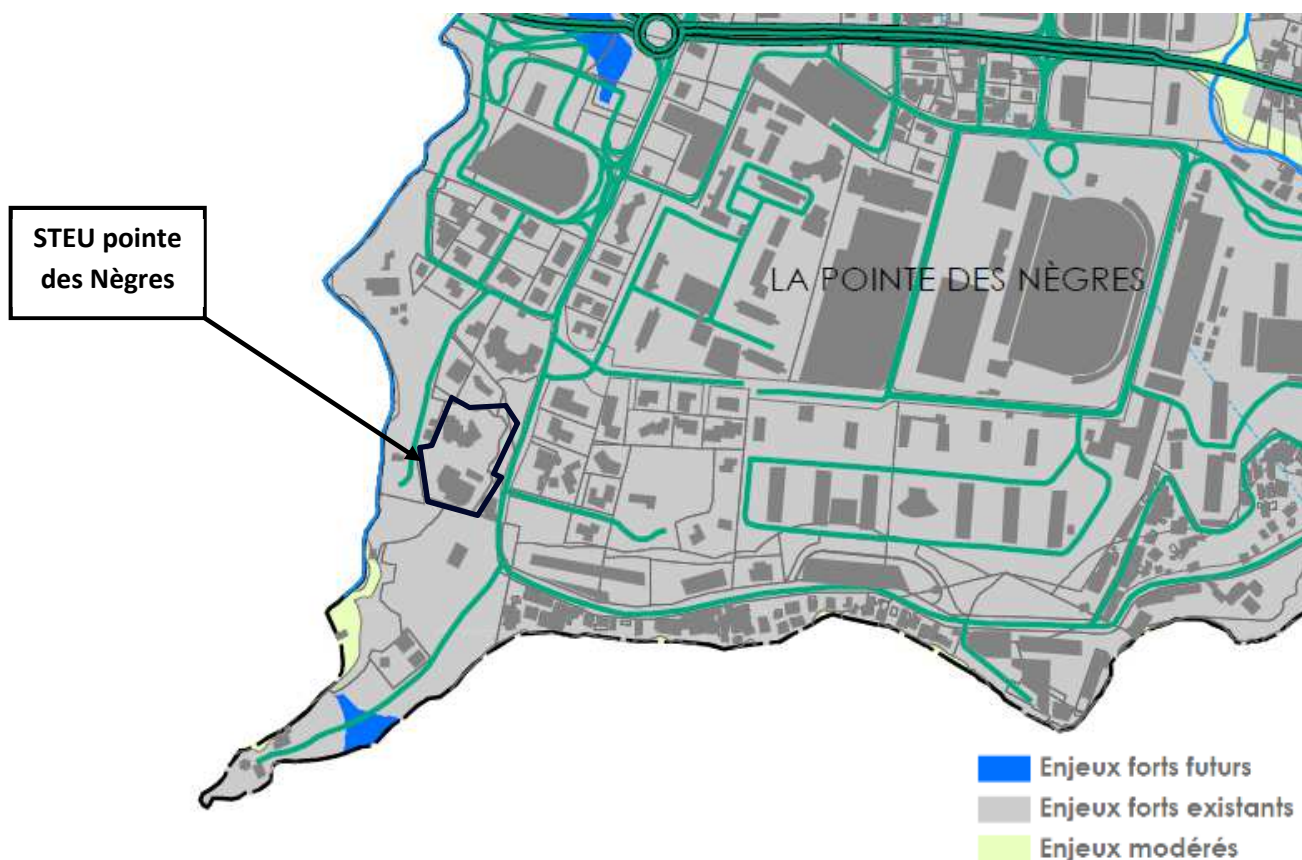 STEU pointe
des Nègres
LA POINTE DES NÈGRES
Enjeux forts futurs
Enjeux forts existants
Enjeux modérés